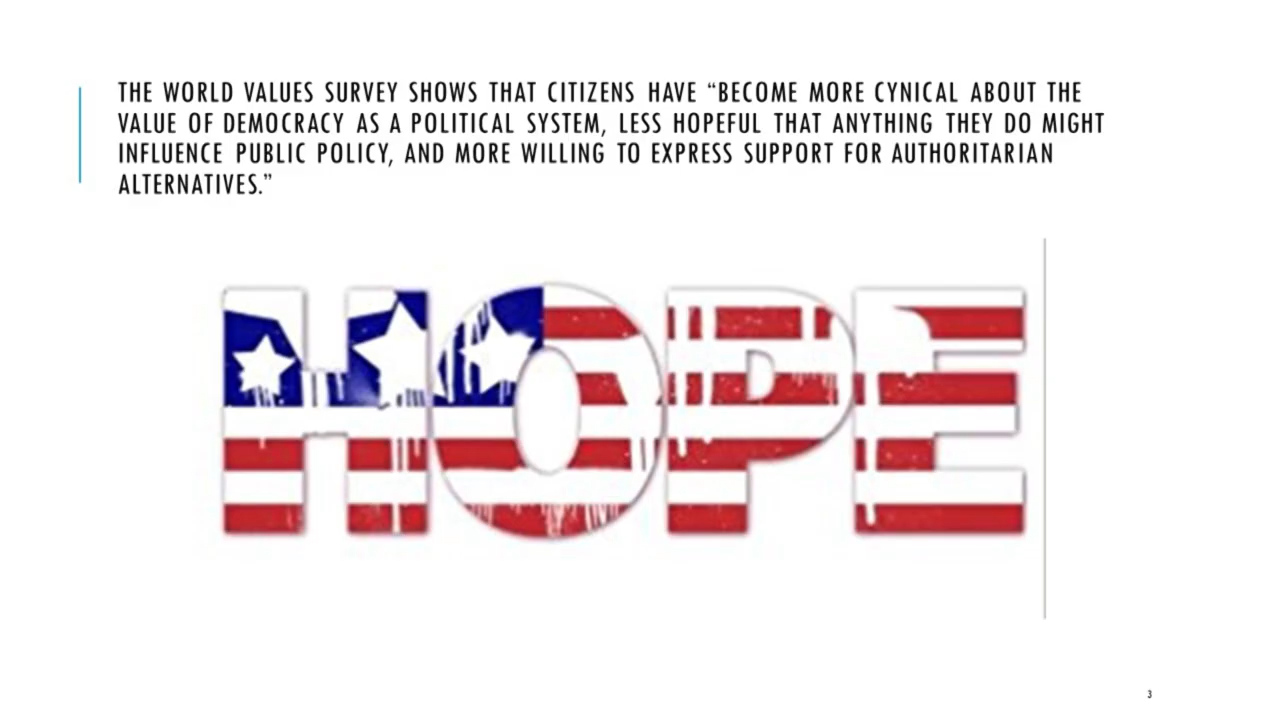 THE WORLD VALUES SURVEY SHOWS THAT CITIZENS HAVE “BECOME MORE CYNICAL ABOUT THE
VALUE OF DEMOCRACY AS A POLITICAL SYSTEM, LESS HOPEFUL THAT ANYTHING THEY DO MIGHT
INFLUENCE PUBLIC POLICY, AND MORE WILLING TO EXPRESS SUPPORT FOR AUTHORITARIAN
ALTERNATIVES.”
HOPE
3